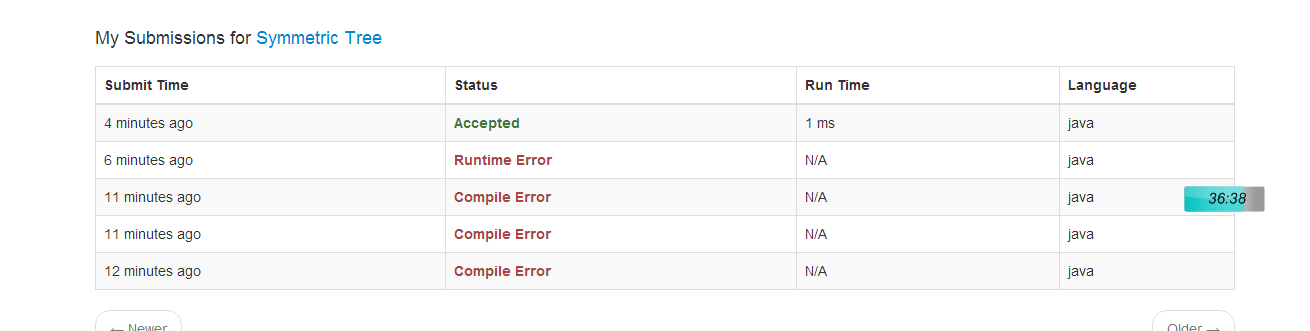 My Submissions for Symmetric Tree
Submit Time Status Run Time Language
4 minutes ago Accepted 1 ms java
6 minutes ago Runtime Error N/A java
11 minutes ago Compile Error N/A java
36:38
11 minutes ago Compile Error N/A java
12 minutes ago Compile Error N/A java
← Newer Older →